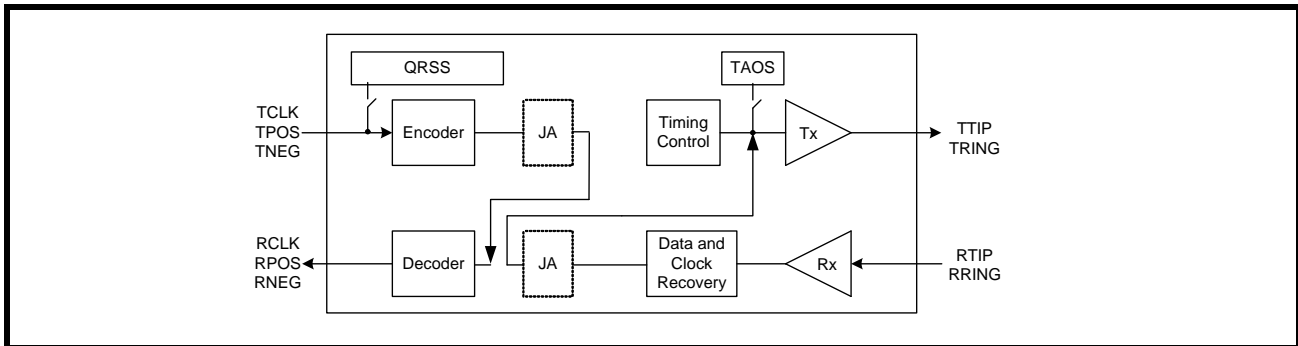 QRSS
TAOS
TCLK
TPOS
TNEG
Encoder
JA
Timing
Control
Tx
TTIP
TRING
RCLK
RPOS
RNEG
Decoder
JA
Data and
Clock
Recovery
Rx
RTIP
RRING